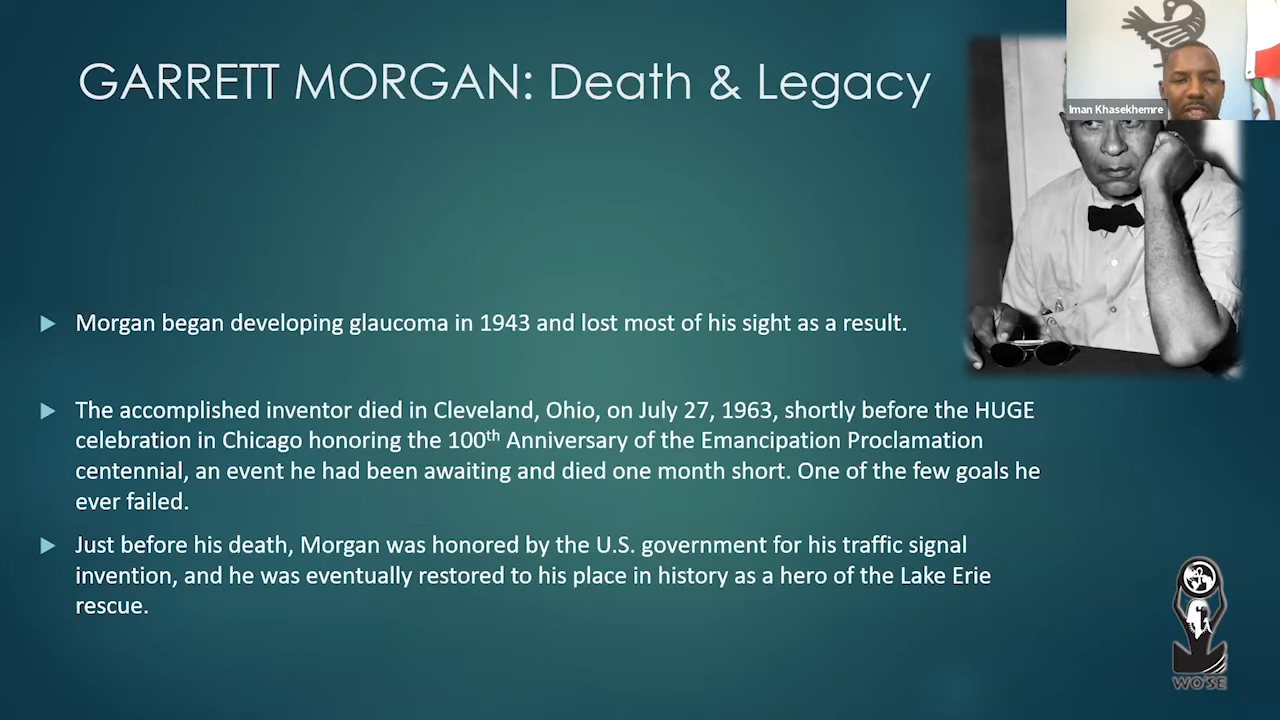 GARRETT MORGAN: Death & Legacy
Iman Khasekhemre
Morgan began developing glaucoma in 1943 and lost most of his sight as a result.
The accomplished inventor died in Cleveland, Ohio, on July 27, 1963, shortly before the HUGE
celebration in Chicago honoring the 100th Anniversary of the Emancipation Proclamation
centennial, an event he had been awaiting and died one month short. One of the few goals he
ever failed.
Just before his death, Morgan was honored by the U.S. government for his traffic signal
invention, and he was eventually restored to his place in history as a hero of the Lake Erie
rescue.
WO'SE